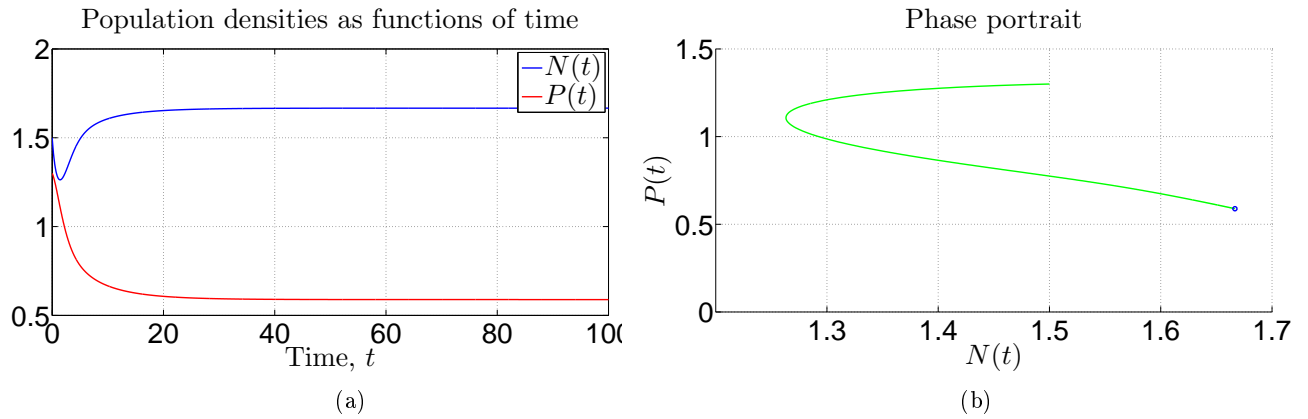 Population densities as functions of time
2
1.5
1
0.5
0
20
40
60
80
100
N(t)
P(t)
Time, t
(a)
Phase portrait
1.5
1
0.5
0
1.3
1.4
1.5
1.6
1.7
P(t)
N(t)
(b)